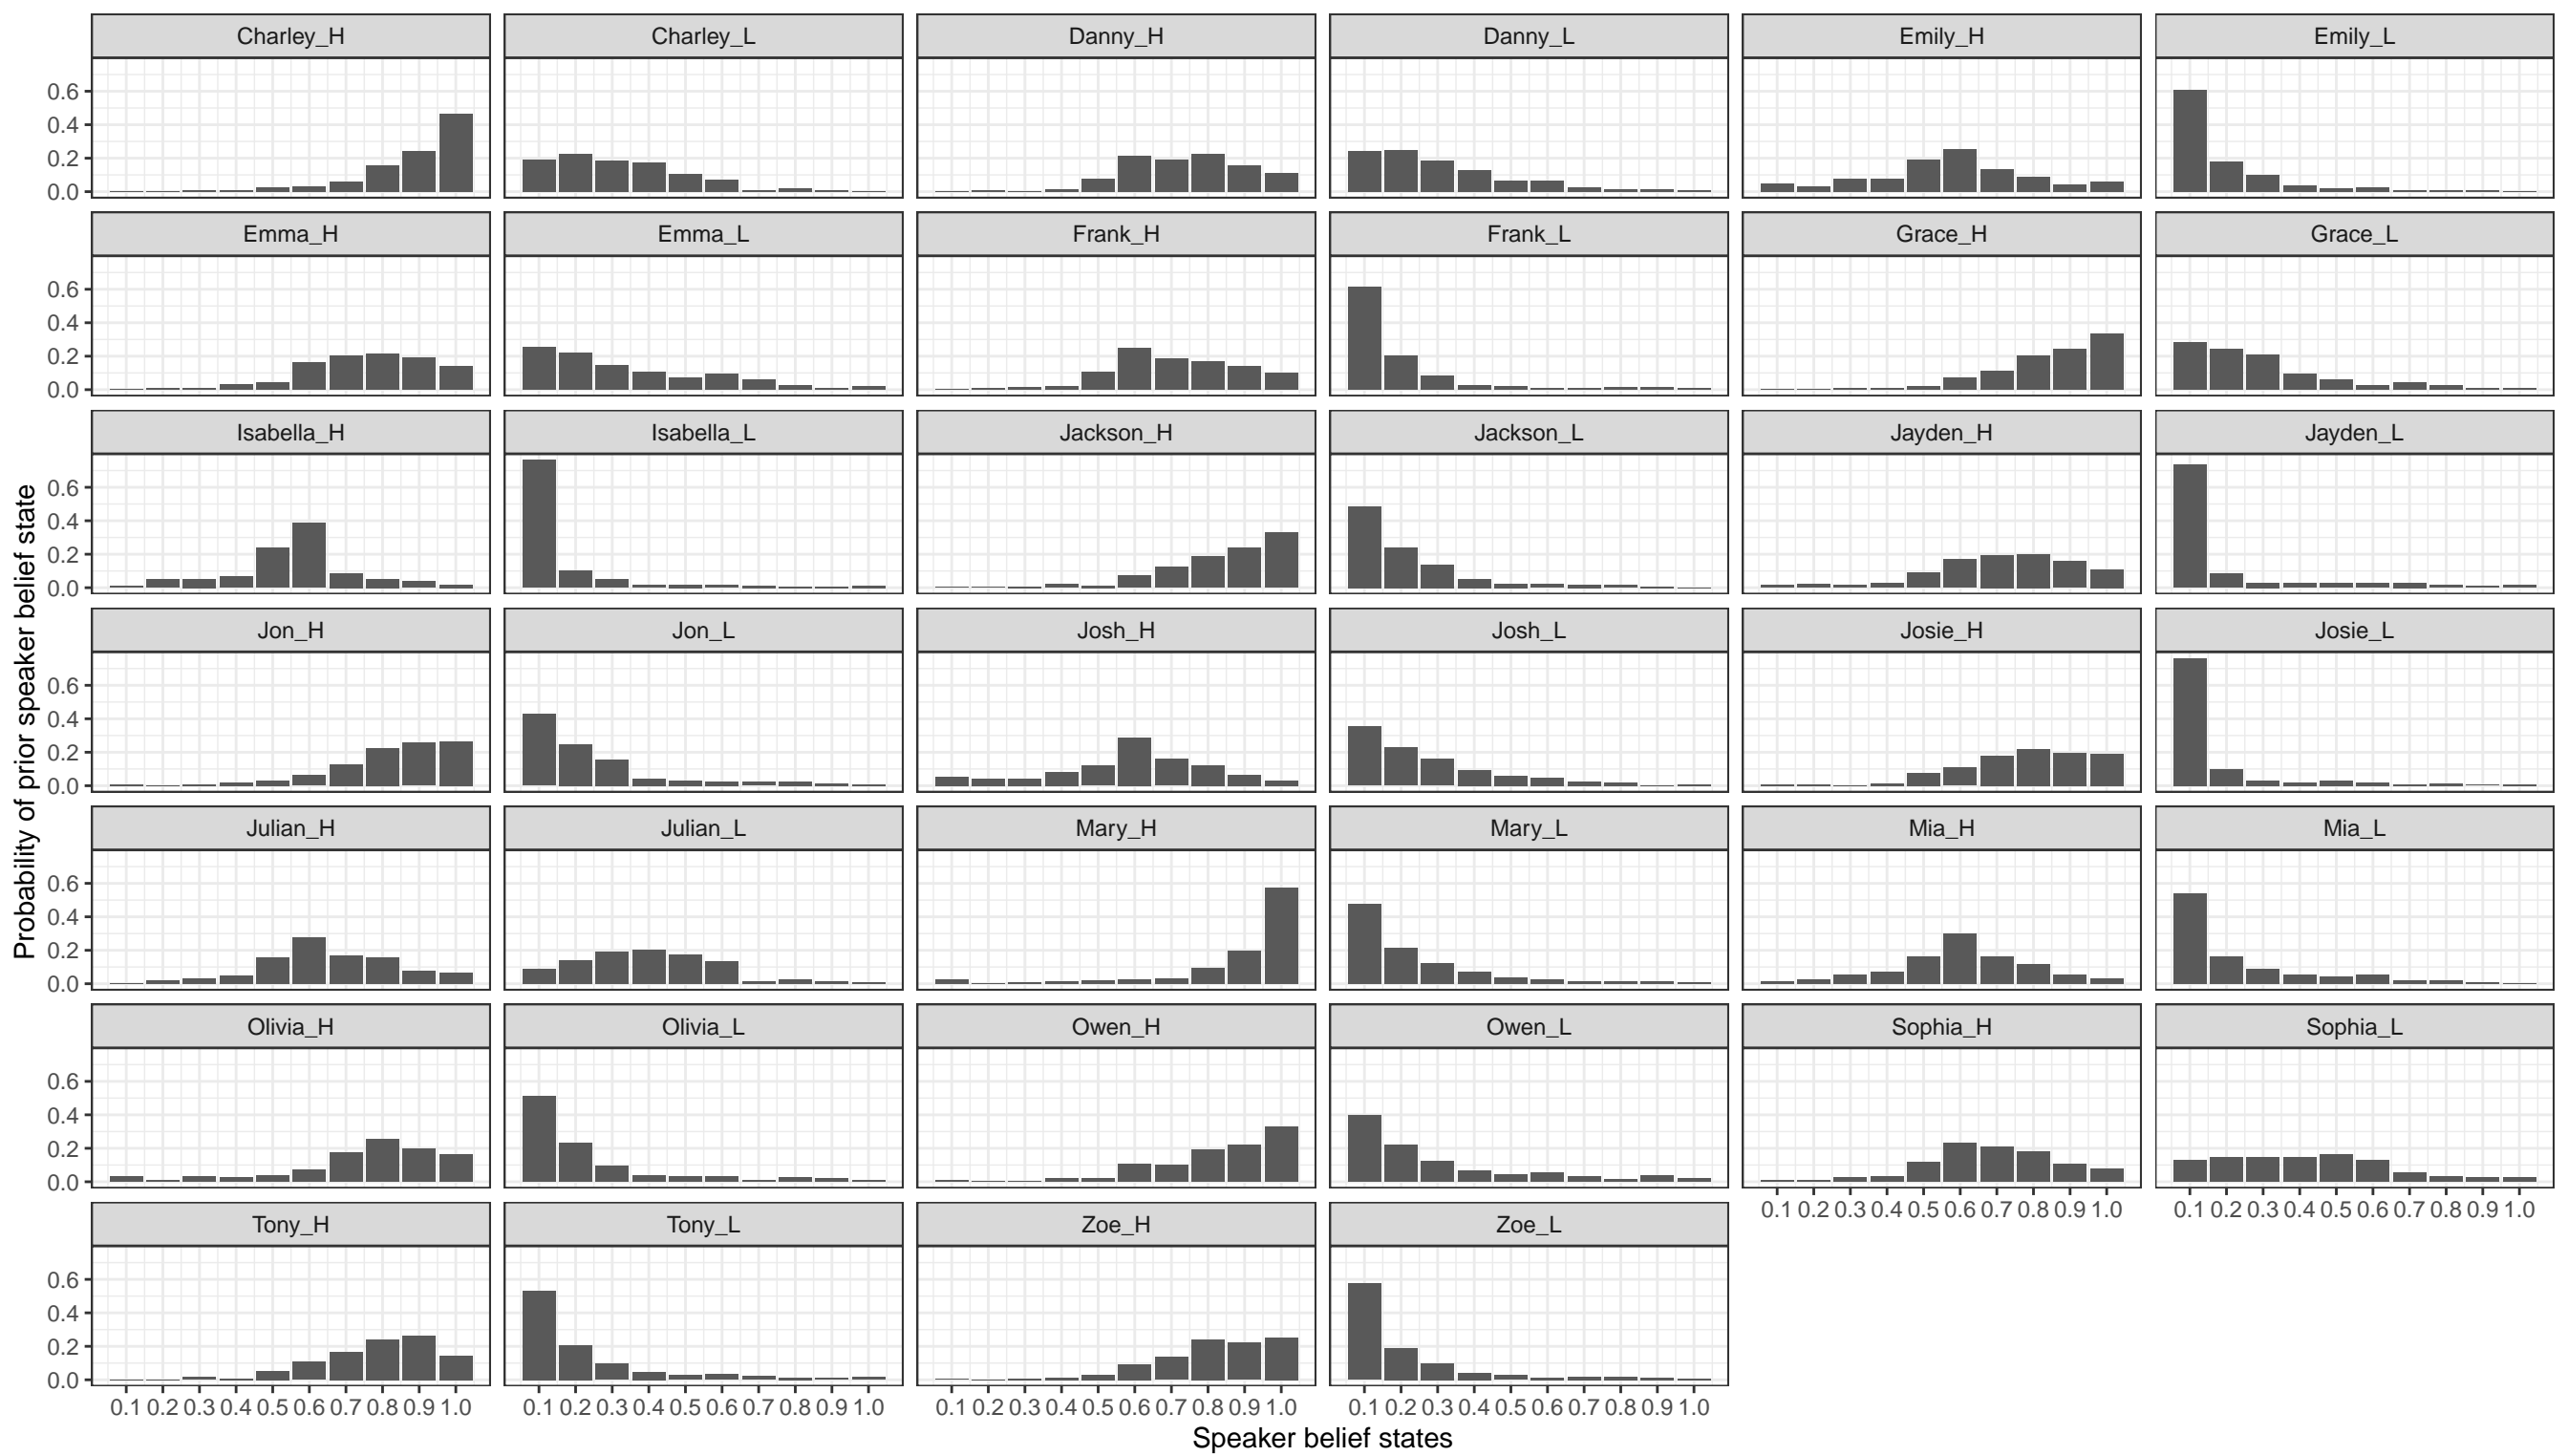 Charley_H Charley_L Danny_H Danny_L Emily_H Emily_L
0.6
0.4
0.2
0.0
Emma_H Emma_L Frank_H Frank_L Grace_H Grace_L
0.6
0.4
0.2
0.0
Isabella_H Isabella_L Jackson_H Jackson_L Jayden_H Jayden_L
0.6
0.4
0.2
0.0
Jon_H Jon_L Josh_H Josh_L Josie_H Josie_L
0.6
0.4
0.2
0.0
Julian_H Julian_L Mary_H Mary_L Mia_H Mia_L
0.6
0.4
0.2
0.0
Olivia_H Olivia_L Owen_H Owen_L Sophia_H Sophia_L
0.6
0.4
0.2
0.0
0.1 0.2 0.3 0.4 0.5 0.6 0.7 0.8 0.9 1.0 0.1 0.2 0.3 0.4 0.5 0.6 0.7 0.8 0.9 1.0
Tony_H Tony_L Zoe_H Zoe_L
0.6
0.4
0.2
0.0
0.1 0.2 0.3 0.4 0.5 0.6 0.7 0.8 0.9 1.0 0.1 0.2 0.3 0.4 0.5 0.6 0.7 0.8 0.9 1.0 0.1 0.2 0.3 0.4 0.5 0.6 0.7 0.8 0.9 1.0 0.1 0.2 0.3 0.4 0.5 0.6 0.7 0.8 0.9 1.0
Speaker belief states
Probability of prior speaker belief state